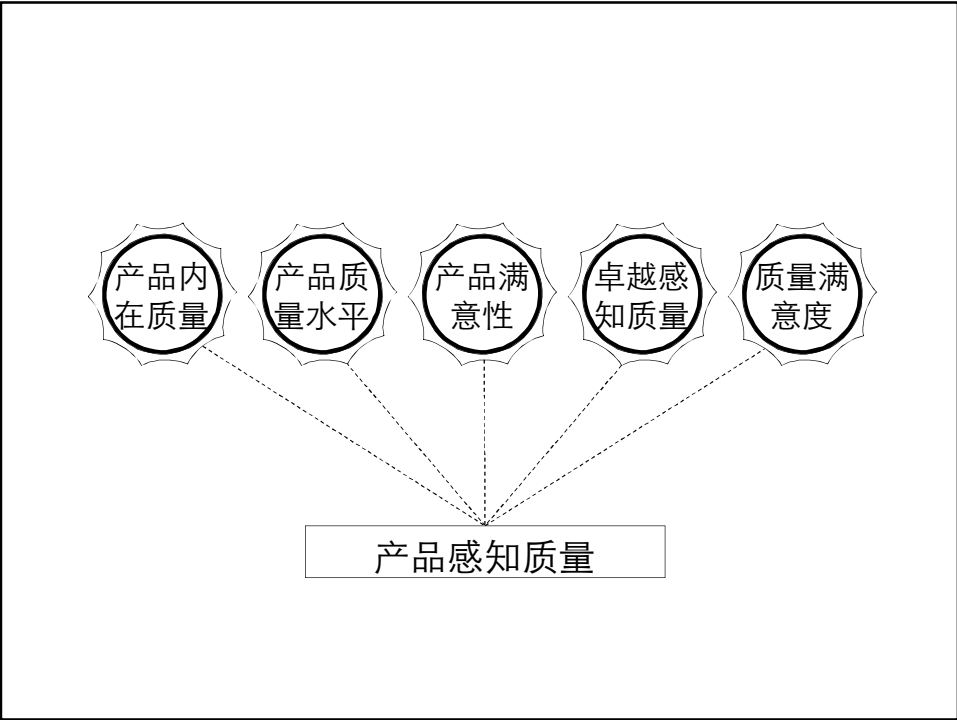 产品内
在质量
产品质
量水平
产品满
意性
卓越感
知质量
质量满
意度
产品感知质量